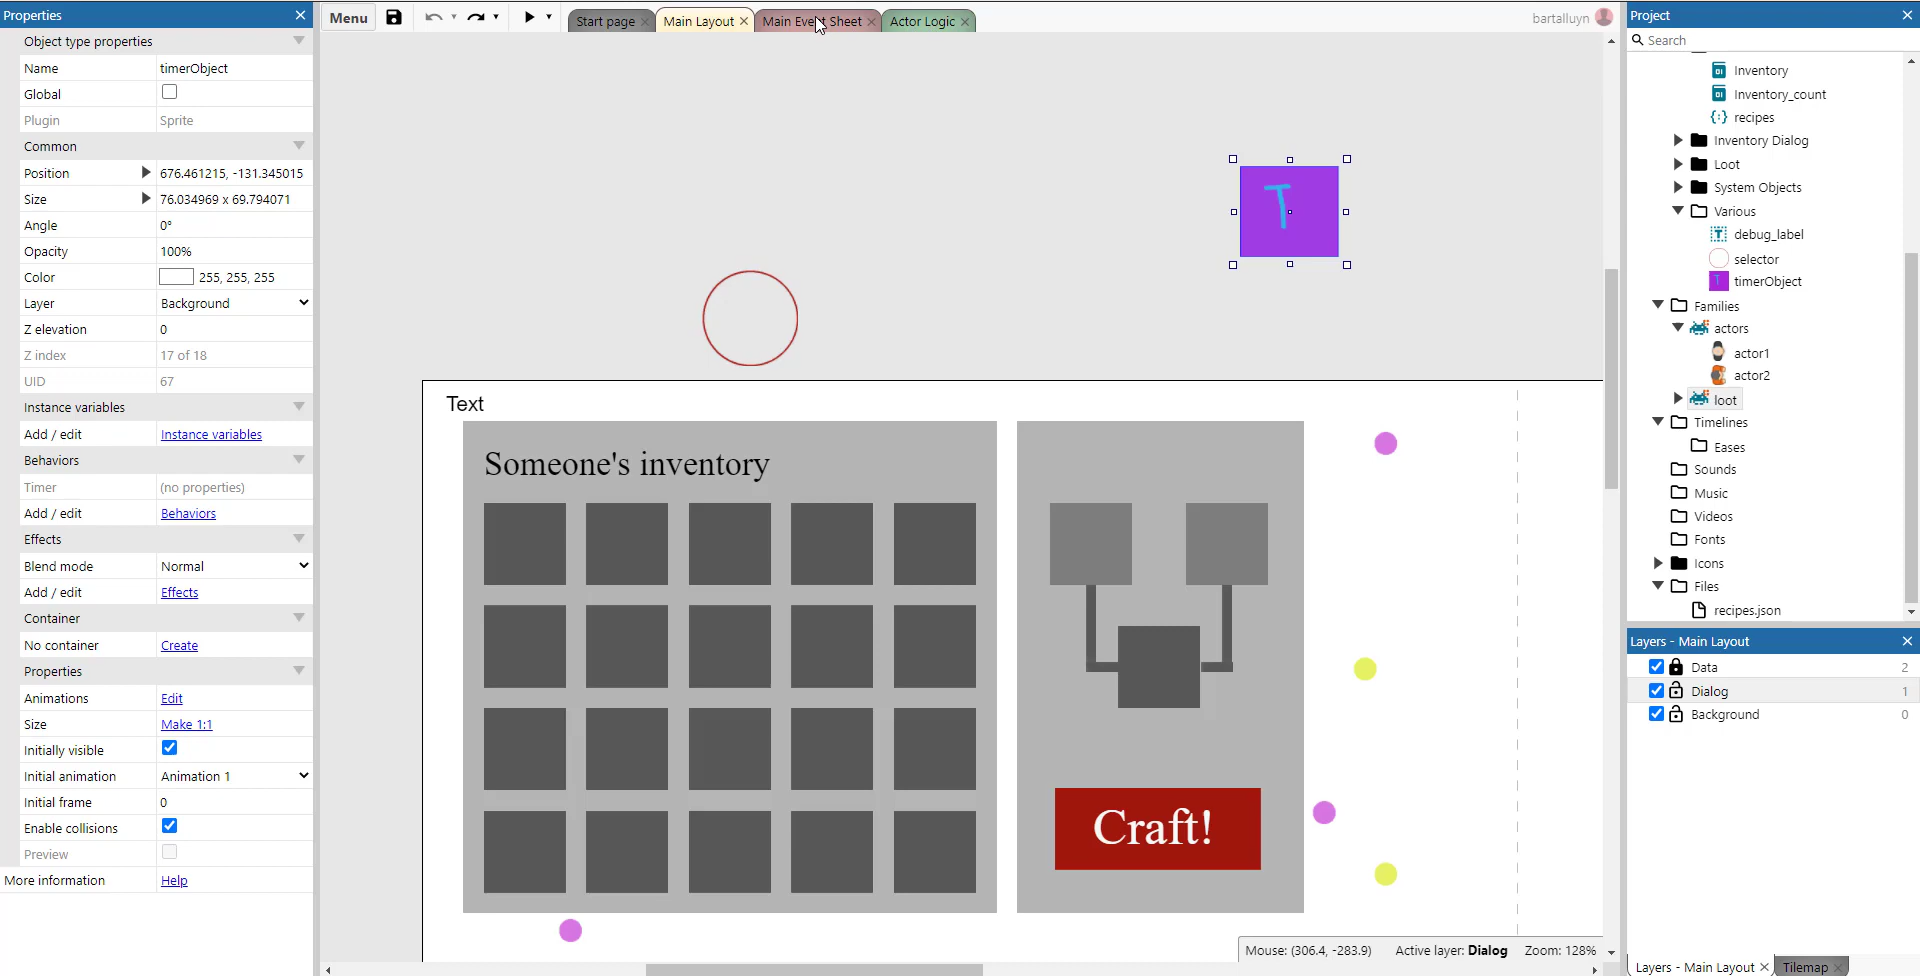 Properties
Object type properties
Name timerObject
Global
Plugin Sprite
Common
Position 676.461215, -131.345015
Size 76.034969 x 69.794071
Angle 0°
Opacity 100%
Color 255, 255, 255
Layer Background
Z elevation 0
Z index 17 of 18
UID 67
Instance variables
Add / edit Instance variables
Behaviors
Timer (no properties)
Add / edit Behaviors
Effects
Blend mode Normal
Add / edit Effects
Container
No container Create
Properties
Animations Edit
Size Make 1:1
Initially visible
Initial animation Animation 1
Initial frame 0
Enable collisions
Preview
More information Help
Menu
Start page Main Layout Main Event Sheet Actor Logic
bartalluyn
T
Text
Someone's inventory
Craft!
Mouse: (306.4, -283.9) Active layer: Dialog Zoom: 128%
Project
Search
Inventory
Inventory_count
recipes
Inventory Dialog
Loot
System Objects
Various
debug_label
selector
timerObject
Families
actors
actor1
actor2
loot
Timelines
Eases
Sounds
Music
Videos
Fonts
Icons
Files
recipes.json
Layers - Main Layout
Data 2
Dialog 1
Background 0
Layers - Main Layout Tilemap